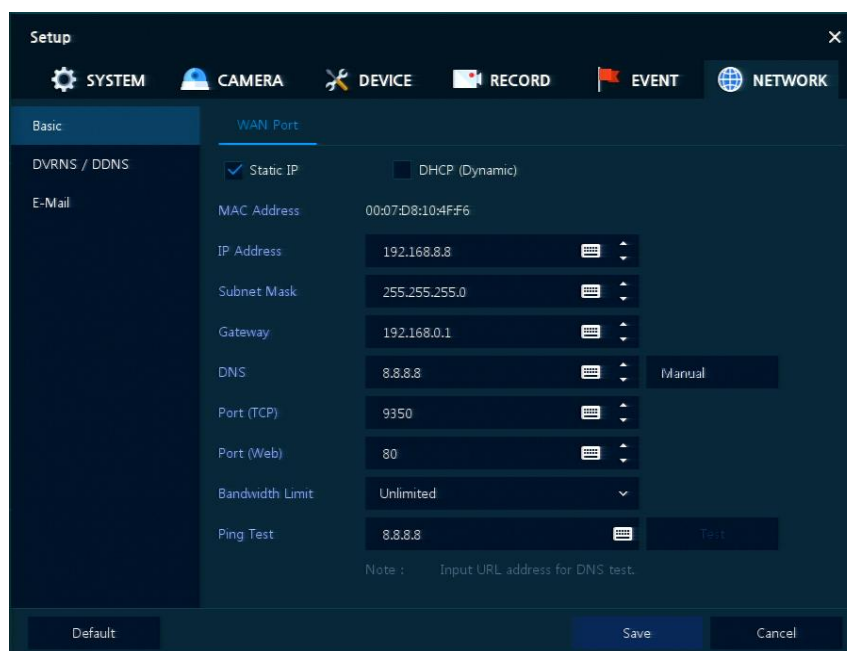 Setup
SYSTEM CAMERA DEVICE RECORD EVENT NETWORK
Basic
DVRNS / DDNS
E-Mail
WAN Port
Static IP DHCP (Dynamic)
MAC Address 00:07:D8:10:4F:F6
IP Address 192.168.8.8
Subnet Mask 255.255.255.0
Gateway 192.168.0.1
DNS 8.8.8.8 Manual
Port (TCP) 9350
Port (Web) 80
Bandwidth Limit Unlimited
Ping Test 8.8.8.8 Test
Note : Input URL address for DNS test.
Default Save Cancel